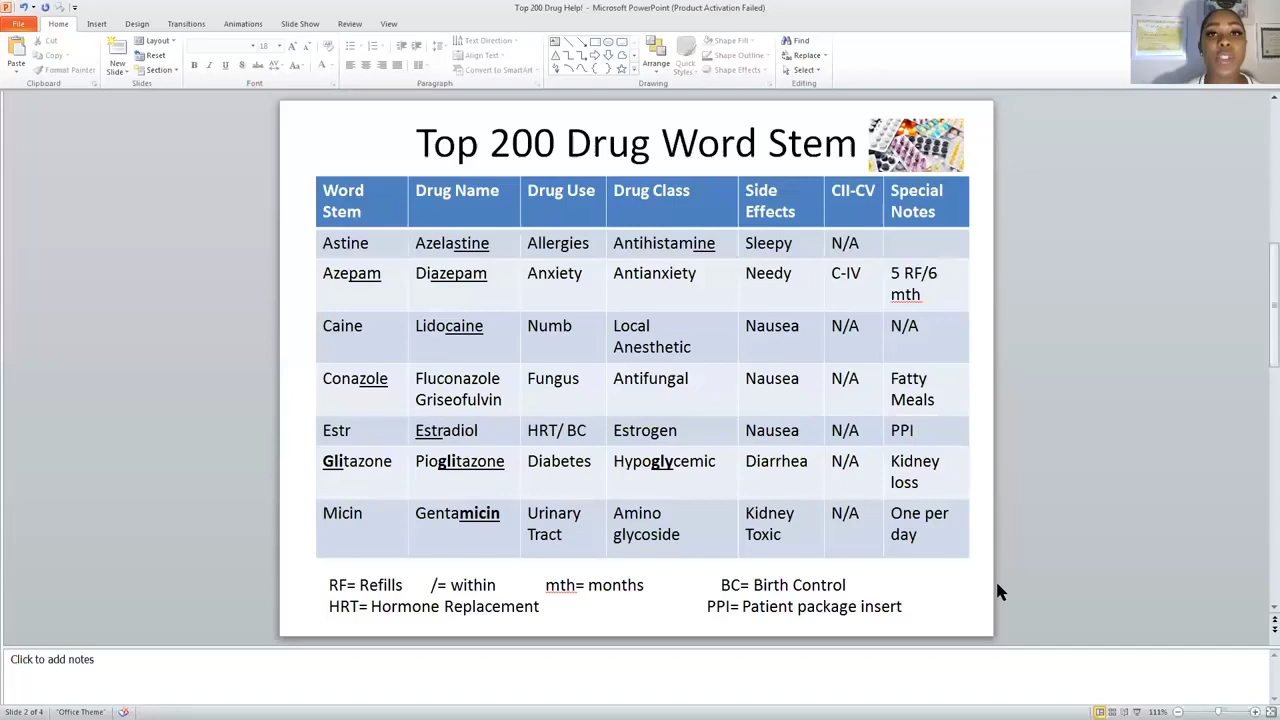 Top 200 Drug Help! - Microsoft PowerPoint (Product Activation Failed)
File Home Insert Design Transitions Animations Slide Show Review View
Paste
Cut
Copy
Format Painter
Clipboard
New Slide
Layout
Reset
Section
Slides
18
Font
Paragraph
Text Direction
Align Text
Convert to SmartArt
Arrange
Quick Styles
Shape Fill
Shape Outline
Shape Effects
Drawing
Find
Replace
Select
Editing
Top 200 Drug Word Stem
Word Stem Drug Name Drug Use Drug Class Side Effects CII-CV Special Notes
Astine Azelastine Allergies Antihistamine Sleepy N/A
Azepam Diazepam Anxiety Antianxiety Needy C-IV 5 RF/6 mth
Caine Lidocaine Numb Local Anesthetic Nausea N/A N/A
Conazole Fluconazole Griseofulvin Fungus Antifungal Nausea N/A Fatty Meals
Estr Estradiol HRT/ BC Estrogen Nausea N/A PPI
Glitazone Pioglitazone Diabetes Hypoglycemic Diarrhea N/A Kidney loss
Micin Gentamicin Urinary Tract Amino glycoside Kidney Toxic N/A One per day
RF= Refills /= within mth= months BC= Birth Control
HRT= Hormone Replacement PPI= Patient package insert
Click to add notes
Slide 2 of 4 "Office Theme" 111%